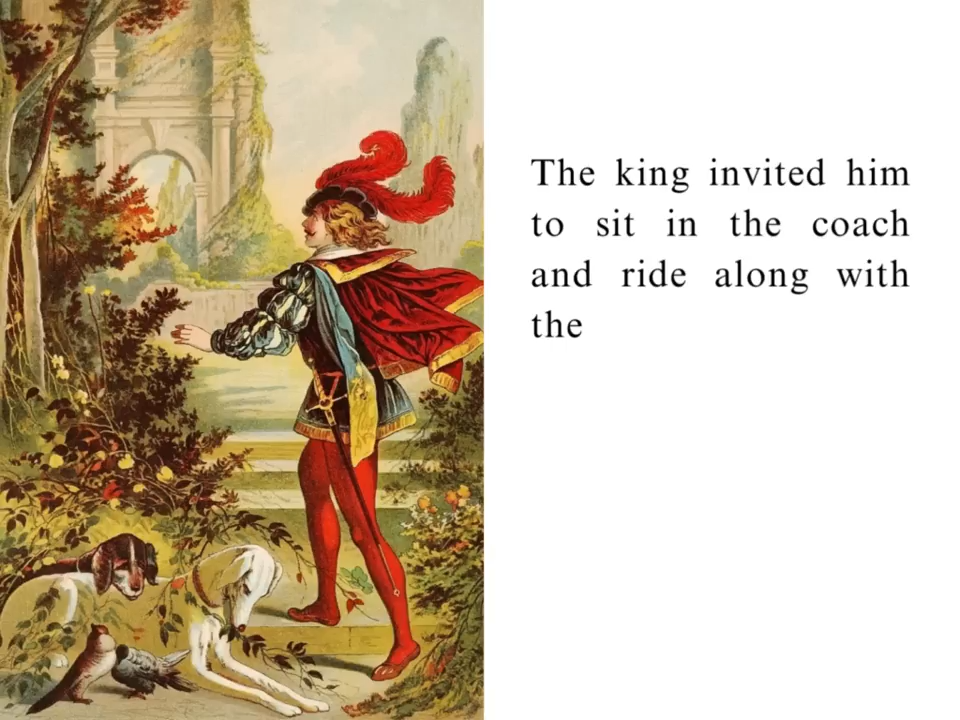 The king invited him
to sit in the coach
and ride along with
the